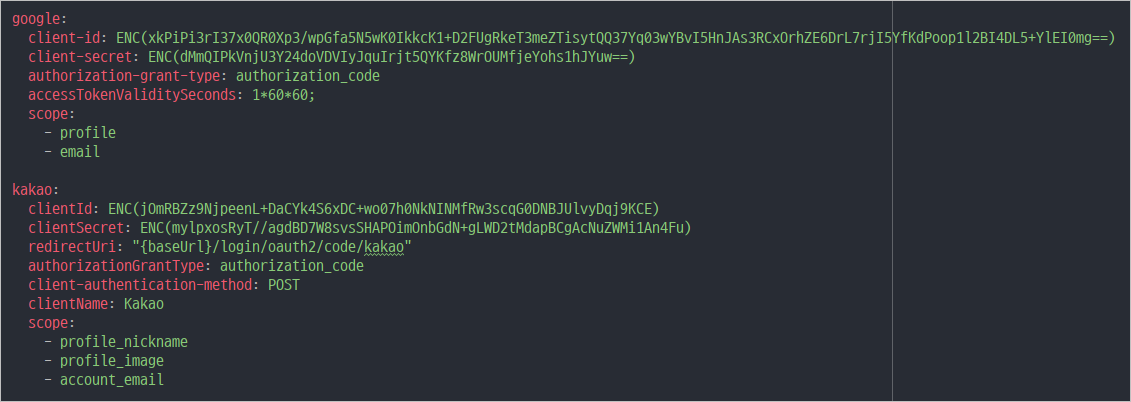 google:
  client-id: ENC(xkPiPi3rI37x0QR0Xp3/wpGfa5N5wK0IkkcK1+D2FUgRkeT3meZTisytQQ37Yq03wYBvI5HnJAs3RCxOrhZE6DrL7rjI5YfKdPoop1l2BI4DL5+YlEI0mg==)
  client-secret: ENC(dMmQIPkVnjU3Y24doVDVIyJquIrjt5QYKfz8WrOUMfjeYohs1hJYuw==)
  authorization-grant-type: authorization_code
  accessTokenValiditySeconds: 1*60*60;
  scope:
    - profile
    - email
kakao:
  clientId: ENC(jOmRBZz9NjpeenL+DaCYk4S6xDC+wo07h0NkNINMfRw3scqG0DNBJUlvyDqj9KCE)
  clientSecret: ENC(mylpxosRyT//agdBD7W8svsSHAPOimOnbGdN+gLWD2tMdapBCgAcNuZWMi1An4Fu)
  redirectUri: "{baseUrl}/login/oauth2/code/kakao"
  authorizationGrantType: authorization_code
  client-authentication-method: POST
  clientName: Kakao
  scope:
    - profile_nickname
    - profile_image
    - account_email